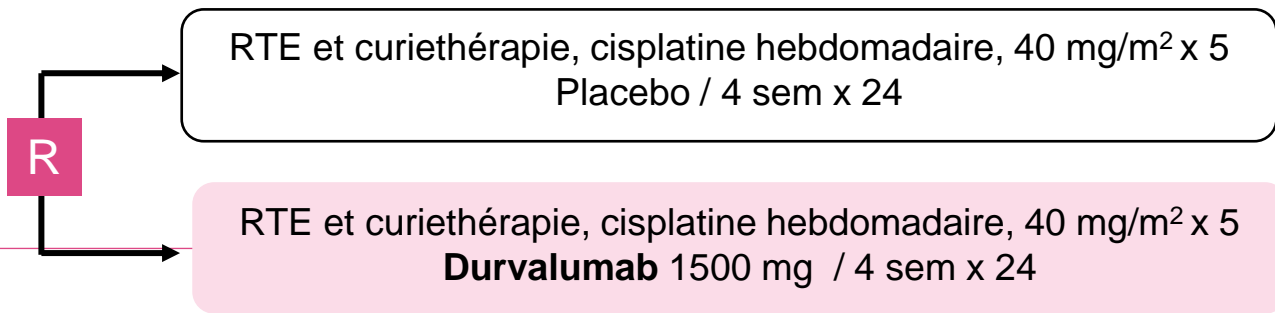 RTE et curiethérapie, cisplatine hebdomadaire, 40 mg/m² x 5
Placebo / 4 sem x 24
R
RTE et curiethérapie, cisplatine hebdomadaire, 40 mg/m² x 5
Durvalumab 1500 mg / 4 sem x 24